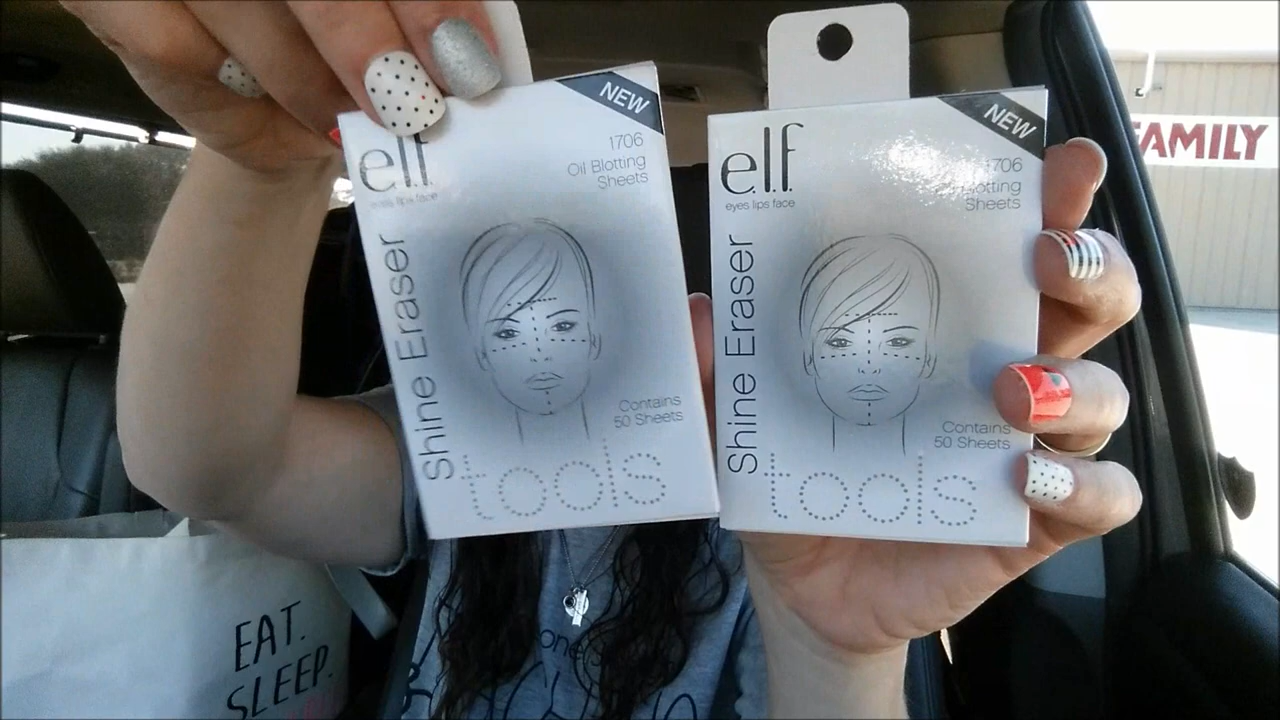 NEW
1706
Oil Blotting
Sheets
e.l.f
eyes lips face
Shine Eraser
Contains
50 Sheets
tools
NEW
1706
Blotting
Sheets
e.l.f
eyes lips face
Shine Eraser
Contains
50 Sheets
tools
FAMILY
EAT.
SLEEP.